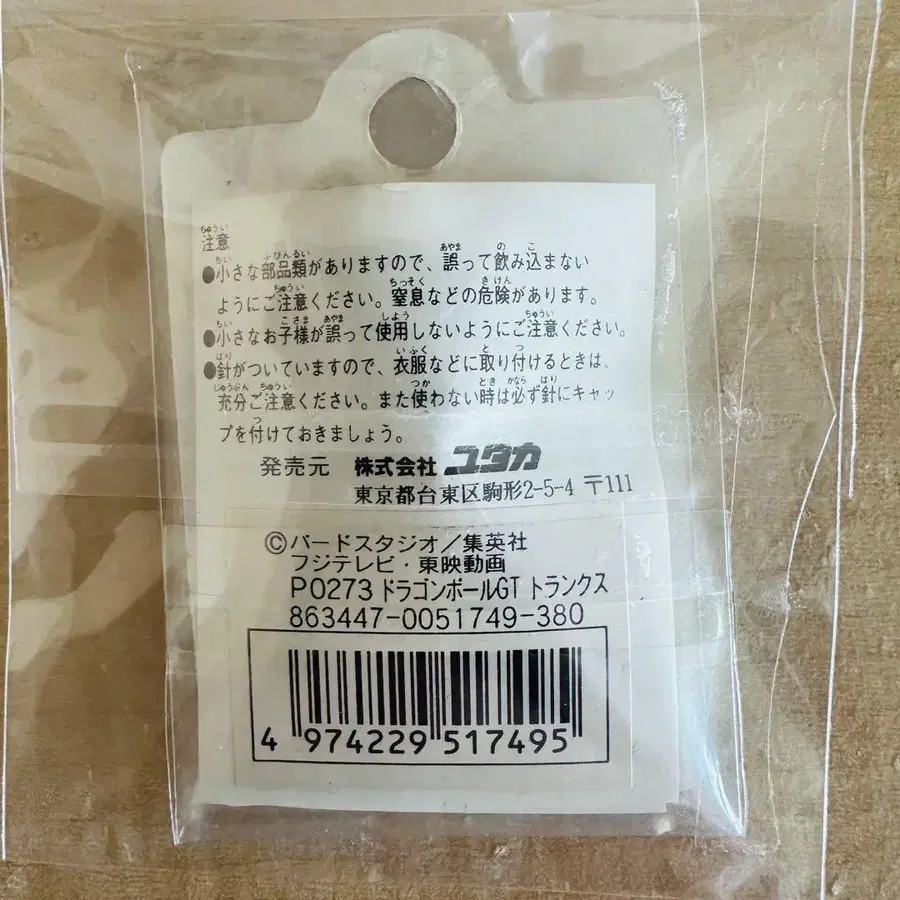 注意
●小さな部品類がありますので、誤って飲み込まない
ようにご注意ください。窒息などの危険があります。
●小さなお子様が誤って使用しないようにご注意ください。
●針がついていますので、衣服などに取り付けるときは、
充分ご注意ください。また使わない時は必ず針にキャッ
プを付けておきましょう。
発売元 株式会社 ユタカ
東京都台東区駒形2-5-4 〒111
©バードスタジオ/集英社
フジテレビ・東映動画
P0273 ドラゴンボールGT トランクス
863447-0051749-380
4 974229 517495